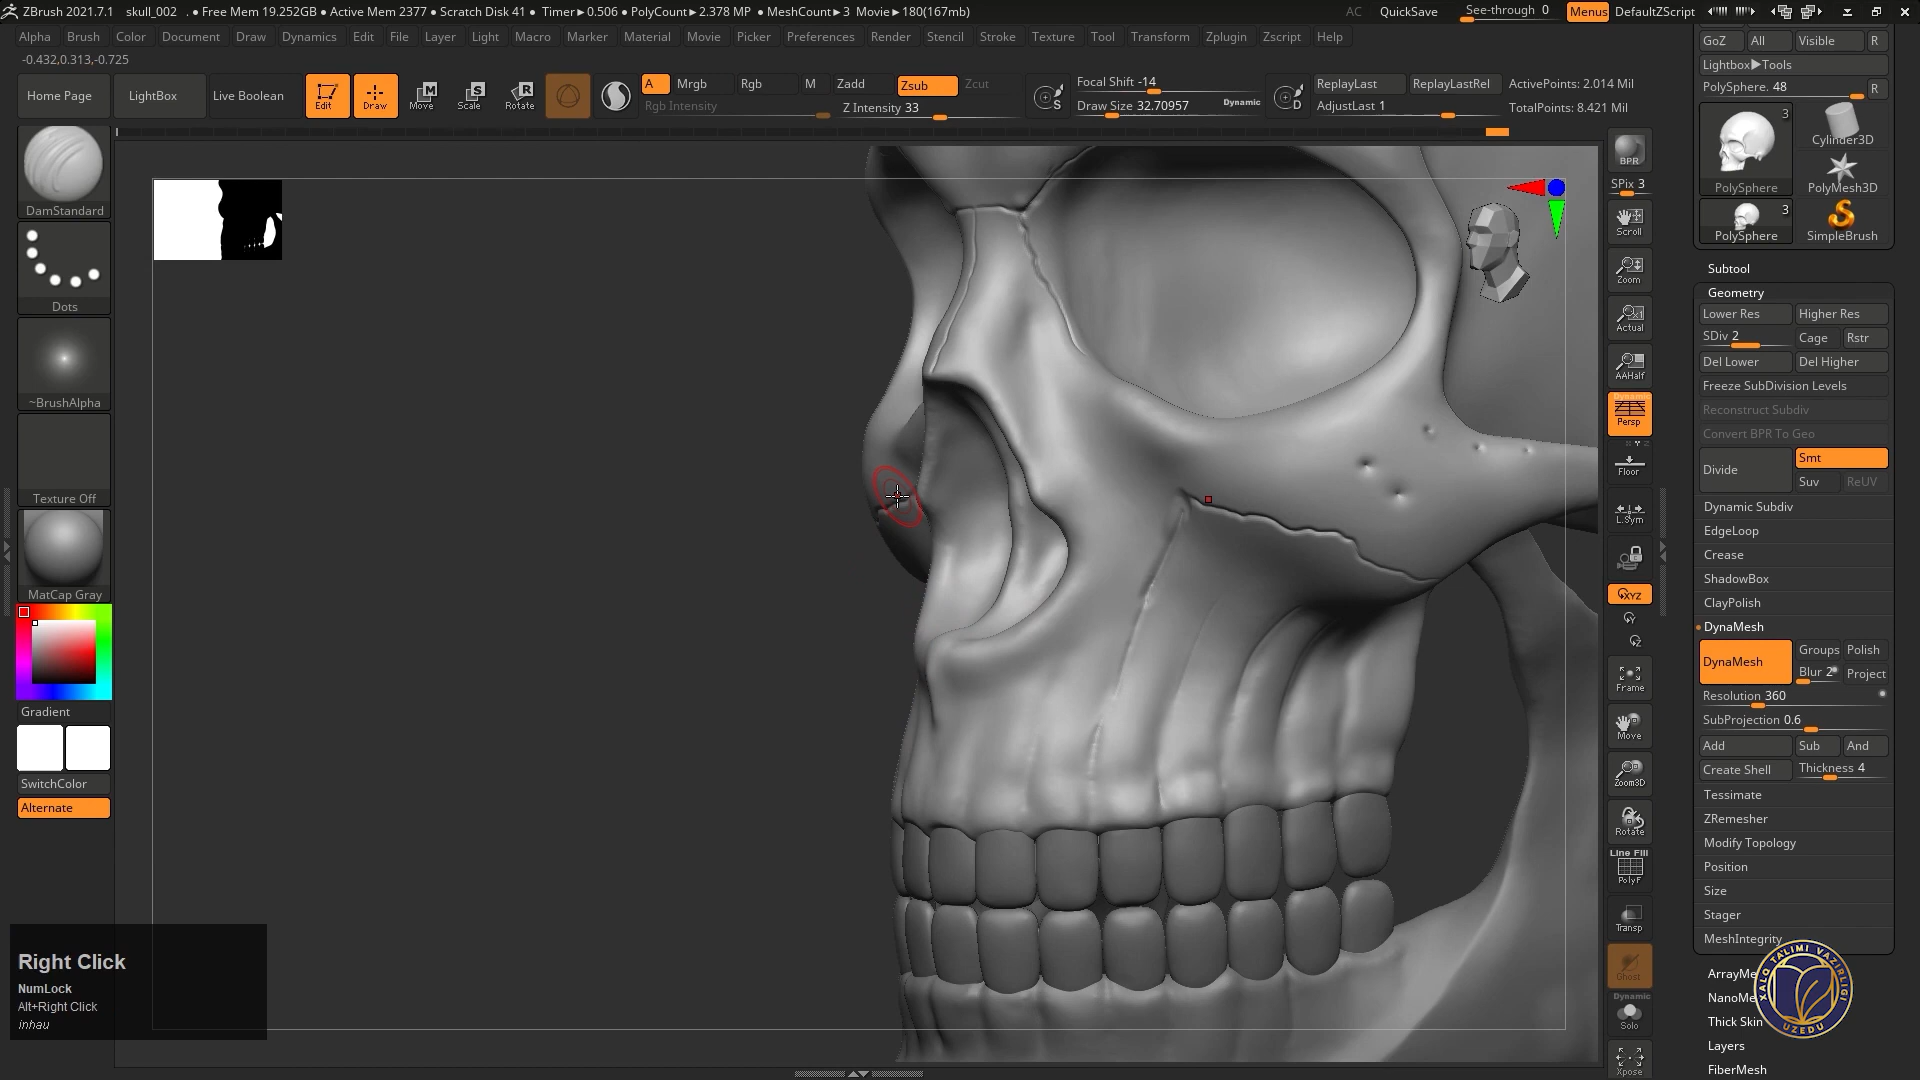 ZBrush 2021.7.1 skull_002 . ● Free Mem 19.252GB ● Active Mem 2377 ● Scratch Disk 41 ● Timer►0.506 ● PolyCount►2.378 MP ● MeshCount►3 Movie►180(167mb) AC QuickSave See-through 0 Menus DefaultZScript
Alpha Brush Color Document Draw Dynamics Edit File Layer Light Macro Marker Material Movie Picker Preferences Render Stencil Stroke Texture Tool Transform Zplugin Zscript Help
-0.432,0.313,-0.725
Home Page LightBox Live Boolean Edit Draw Move Scale Rotate
A Mrgb Rgb M Zadd Zsub Zcut
Rgb Intensity Z Intensity 33
Focal Shift -14
Draw Size 32.70957 Dynamic
ReplayLast ReplayLastRel
AdjustLast 1
ActivePoints: 2.014 Mil
TotalPoints: 8.421 Mil
DamStandard
Dots
~BrushAlpha
Texture Off
MatCap Gray
Gradient
SwitchColor
Alternate
Right Click
NumLock
Alt+Right Click
inhau
BPR
SPix 3
Scroll
Zoom
Actual
AAHalf
Dynamic
Persp
Floor
L.Sym
XYZ
Frame
Move
Zoom3D
Rotate
Line Fill
PolyF
Transp
Ghost
Dynamic
Solo
Xpose
GoZ All Visible R
Lightbox►Tools
PolySphere. 48 R
3
PolySphere
Cylinder3D
PolyMesh3D
3
PolySphere
SimpleBrush
Subtool
Geometry
Lower Res Higher Res
SDiv 2 Cage Rstr
Del Lower Del Higher
Freeze SubDivision Levels
Reconstruct Subdiv
Convert BPR To Geo
Divide Smt
Suv ReUV
Dynamic Subdiv
EdgeLoop
Crease
ShadowBox
ClayPolish
DynaMesh
DynaMesh Groups Polish
Blur 2 Project
Resolution 360
SubProjection 0.6
Add Sub And
Create Shell Thickness 4
Tessimate
ZRemesher
Modify Topology
Position
Size
Stager
MeshIntegrity
ArrayMe
NanoMe
Thick Skin
Layers
FiberMesh
XALQ TALIMI VAZIRLIGI
UZEDU